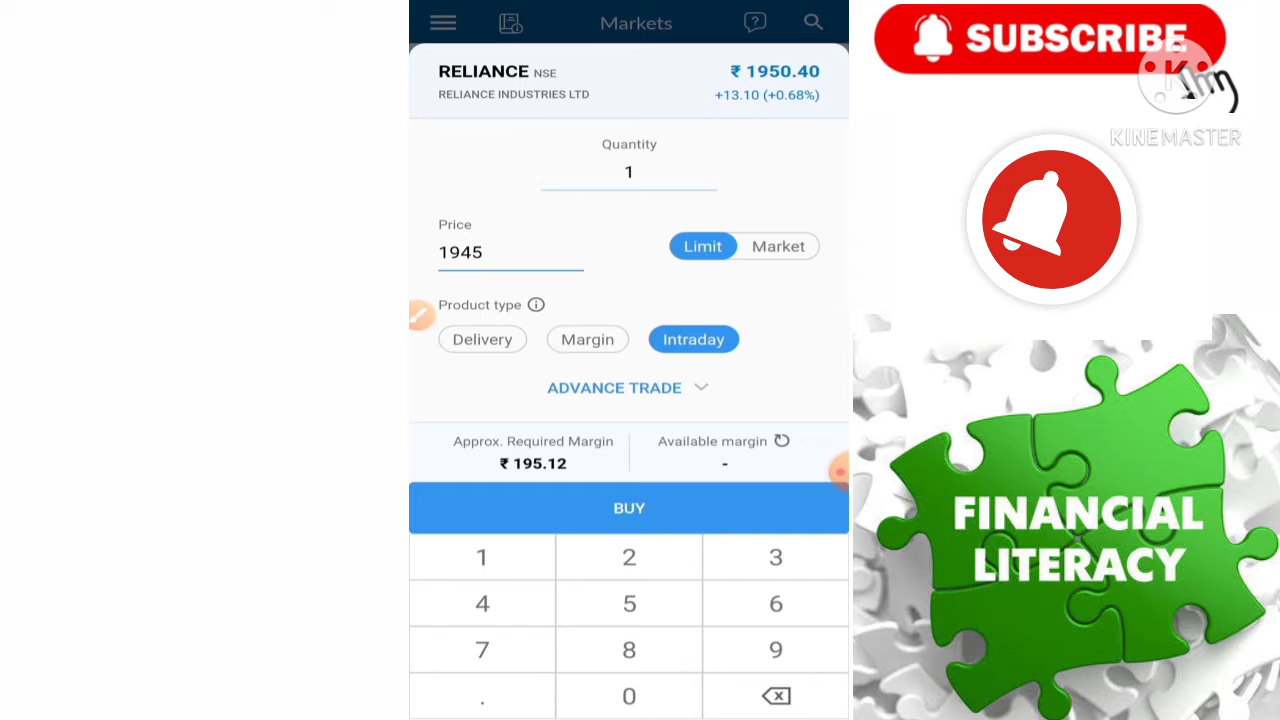 Markets
RELIANCE NSE
₹ 1950.40
RELIANCE INDUSTRIES LTD
+13.10 (+0.68%)
Quantity
1
Price
1945
Limit
Market
Product type
Delivery
Margin
Intraday
ADVANCE TRADE
Approx. Required Margin
₹ 195.12
Available margin
-
BUY
1
2
3
4
5
6
7
8
9
.
0
SUBSCRIBE
K
KINEMASTER
FINANCIAL
LITERACY